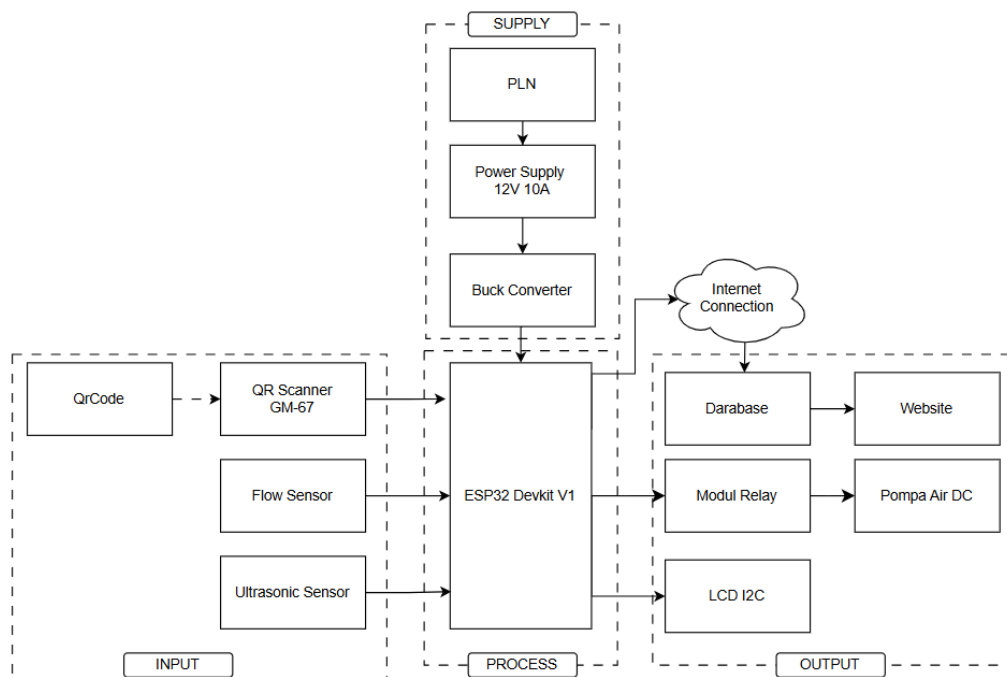 SUPPLY
PLN
Power Supply
12V 10A
Buck Converter
Internet
Connection
QrCode
QR Scanner
GM-67
Flow Sensor
Ultrasonic Sensor
INPUT
ESP32 Devkit V1
PROCESS
Darabase
Website
Modul Relay
Pompa Air DC
LCD I2C
OUTPUT